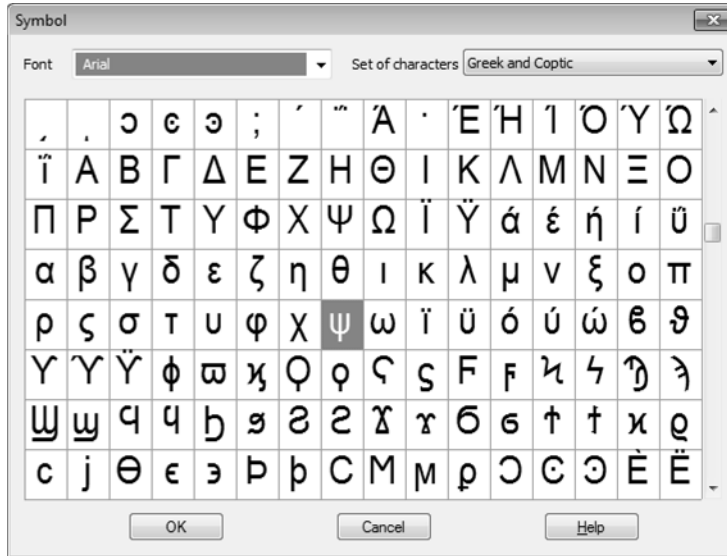 Symbol
Font Arial Set of characters Greek and Coptic
͵ ͺ ͻ ͼ ͽ ; ΄ ΅ Ά · Έ Ή Ί Ό Ύ Ώ
ΐ Α Β Γ Δ Ε Ζ Η Θ Ι Κ Λ Μ Ν Ξ Ο
Π Ρ Σ Τ Υ Φ Χ Ψ Ω Ϊ Ϋ ά έ ή ί ΰ
α β γ δ ε ζ η θ ι κ λ μ ν ξ ο π
ρ ς σ τ υ φ χ ψ ω ϊ ϋ ό ύ ώ ϐ ϑ
ϒ ϓ ϔ ϕ ϖ ϗ Ϙ ϙ Ϛ ϛ Ϝ ϝ Ϟ ϟ Ϡ ϡ
Ϣ ϣ Ϥ ϥ Ϧ ϧ Ϩ ϩ Ϫ ϫ Ϭ ϭ Ϯ ϯ ϰ ϱ
ϲ ϳ ϴ ϵ ϶ Ϸ ϸ Ϲ Ϻ ϻ ϼ Ͻ Ͼ Ͽ Ѐ Ё
OK Cancel Help